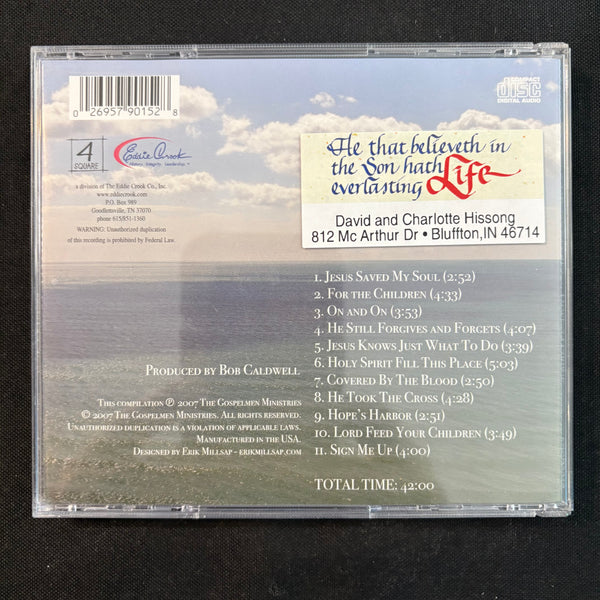 0 26957 90152 8
COMPACT
DISC
DIGITAL AUDIO
4
SQUARE
Eddie Crook
History. Integrity. Leadership.
a division of The Eddie Crook Co., Inc.
www.eddiecrook.com
P.O. Box 989
Goodlettsville, TN 37070
phone 615/851-1360
WARNING: Unauthorized duplication
of this recording is prohibited by Federal Law.
He that believeth in
the Son hath
everlasting Life
David and Charlotte Hissong
812 Mc Arthur Dr • Bluffton,IN 46714
1. Jesus Saved My Soul (2:52)
2. For the Children (4:33)
3. On and On (3:53)
4. He Still Forgives and Forgets (4:07)
5. Jesus Knows Just What To Do (3:39)
6. Holy Spirit Fill This Place (5:03)
7. Covered By The Blood (2:50)
8. He Took The Cross (4:28)
9. Hope's Harbor (2:51)
10. Lord Feed Your Children (3:49)
11. Sign Me Up (4:00)
TOTAL TIME: 42:00
Produced by Bob Caldwell
This compilation ℗ 2007 The Gospelmen Ministries
© 2007 The Gospelmen Ministries. All rights reserved.
Unauthorized duplication is a violation of applicable laws.
Manufactured in the USA.
Designed by Erik Millsap - erikmillsap.com